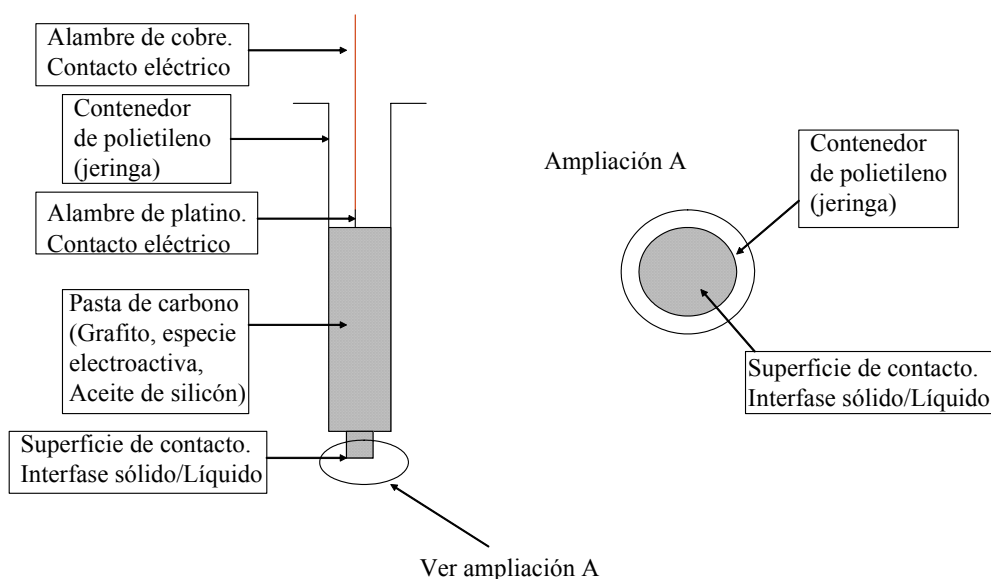 Alambre de cobre.
Contacto eléctrico
Contenedor
de polietileno
(jeringa)
Alambre de platino.
Contacto eléctrico
Pasta de carbono
(Grafito, especie
electroactiva,
Aceite de silicón)
Superficie de contacto.
Interfase sólido/Líquido
Ver ampliación A
Ampliación A
Contenedor
de polietileno
(jeringa)
Superficie de contacto.
Interfase sólido/Líquido